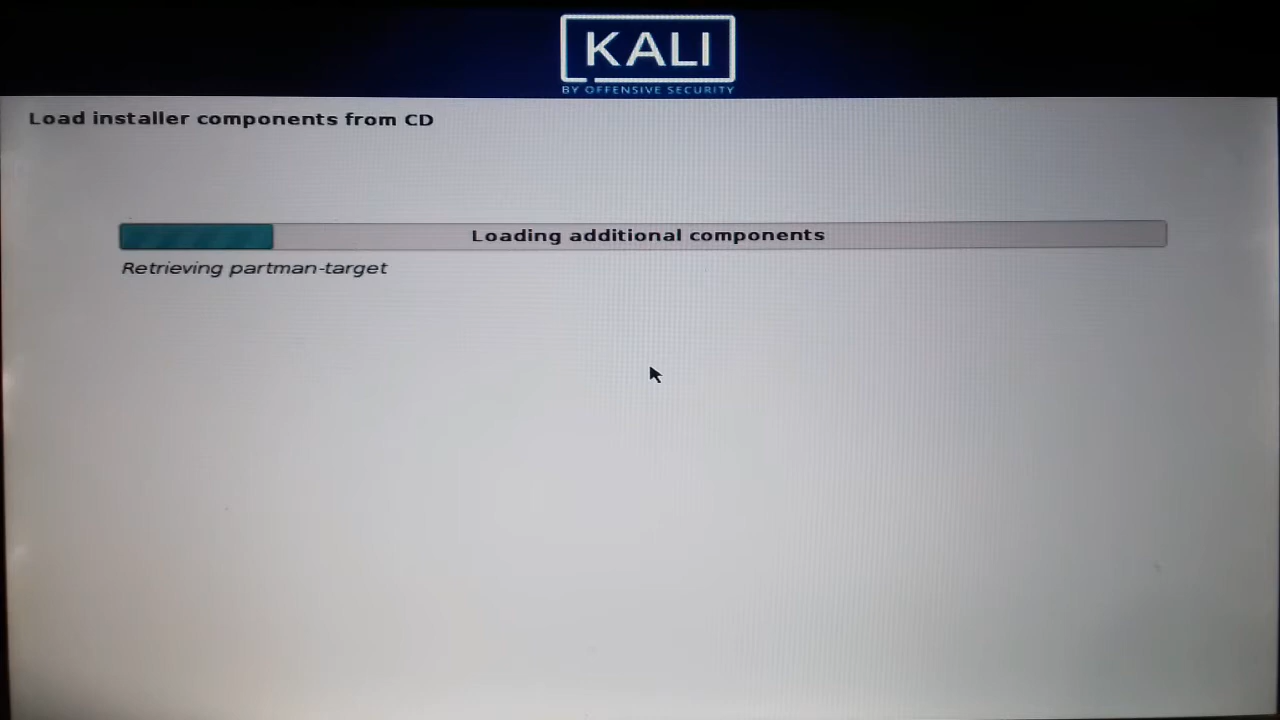 KALI
BY OFFENSIVE SECURITY
Load installer components from CD
Loading additional components
Retrieving partman-target